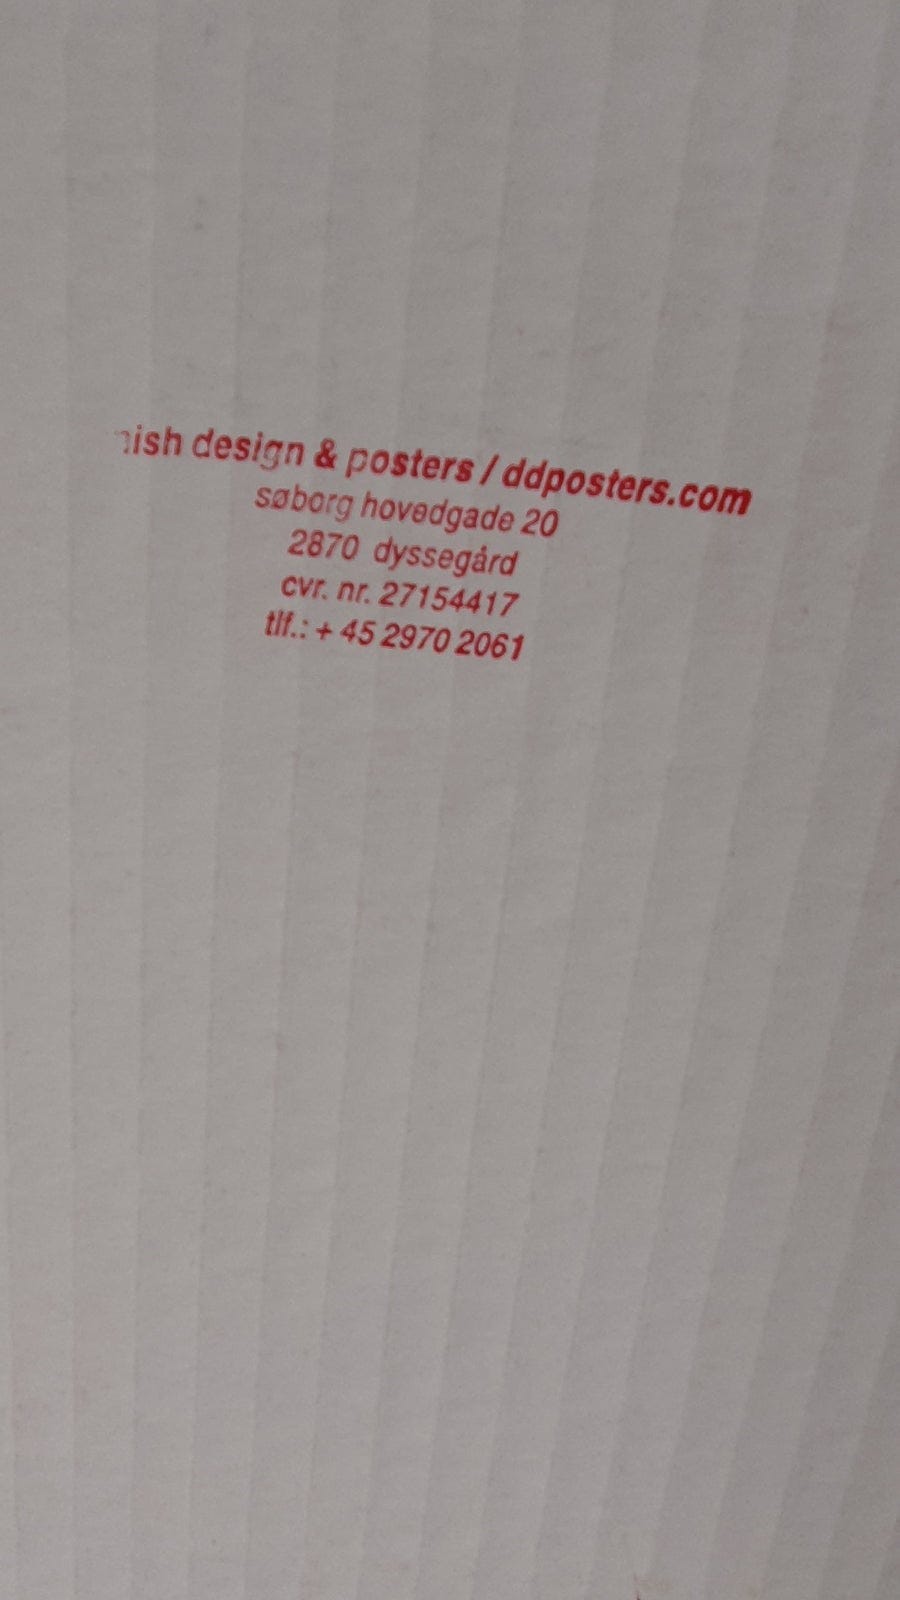 nish design & posters / ddposters.com
søborg hovedgade 20
2870 dyssegård
cvr. nr. 27154417
tlf.: + 45 2970 2061